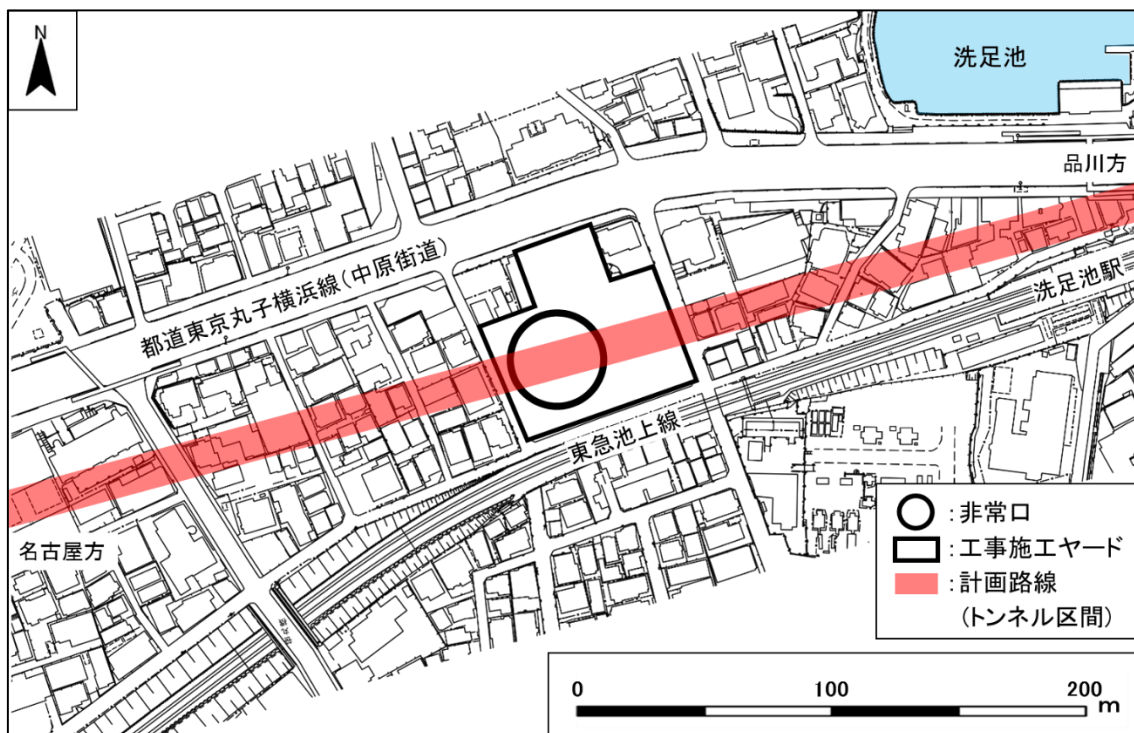 N
洗足池
品川方
都道東京丸子横浜線(中原街道)
洗足池駅
東急池上線
名古屋方
:非常口
:工事施工ヤード
:計画路線
(トンネル区間)
0 100 200
m